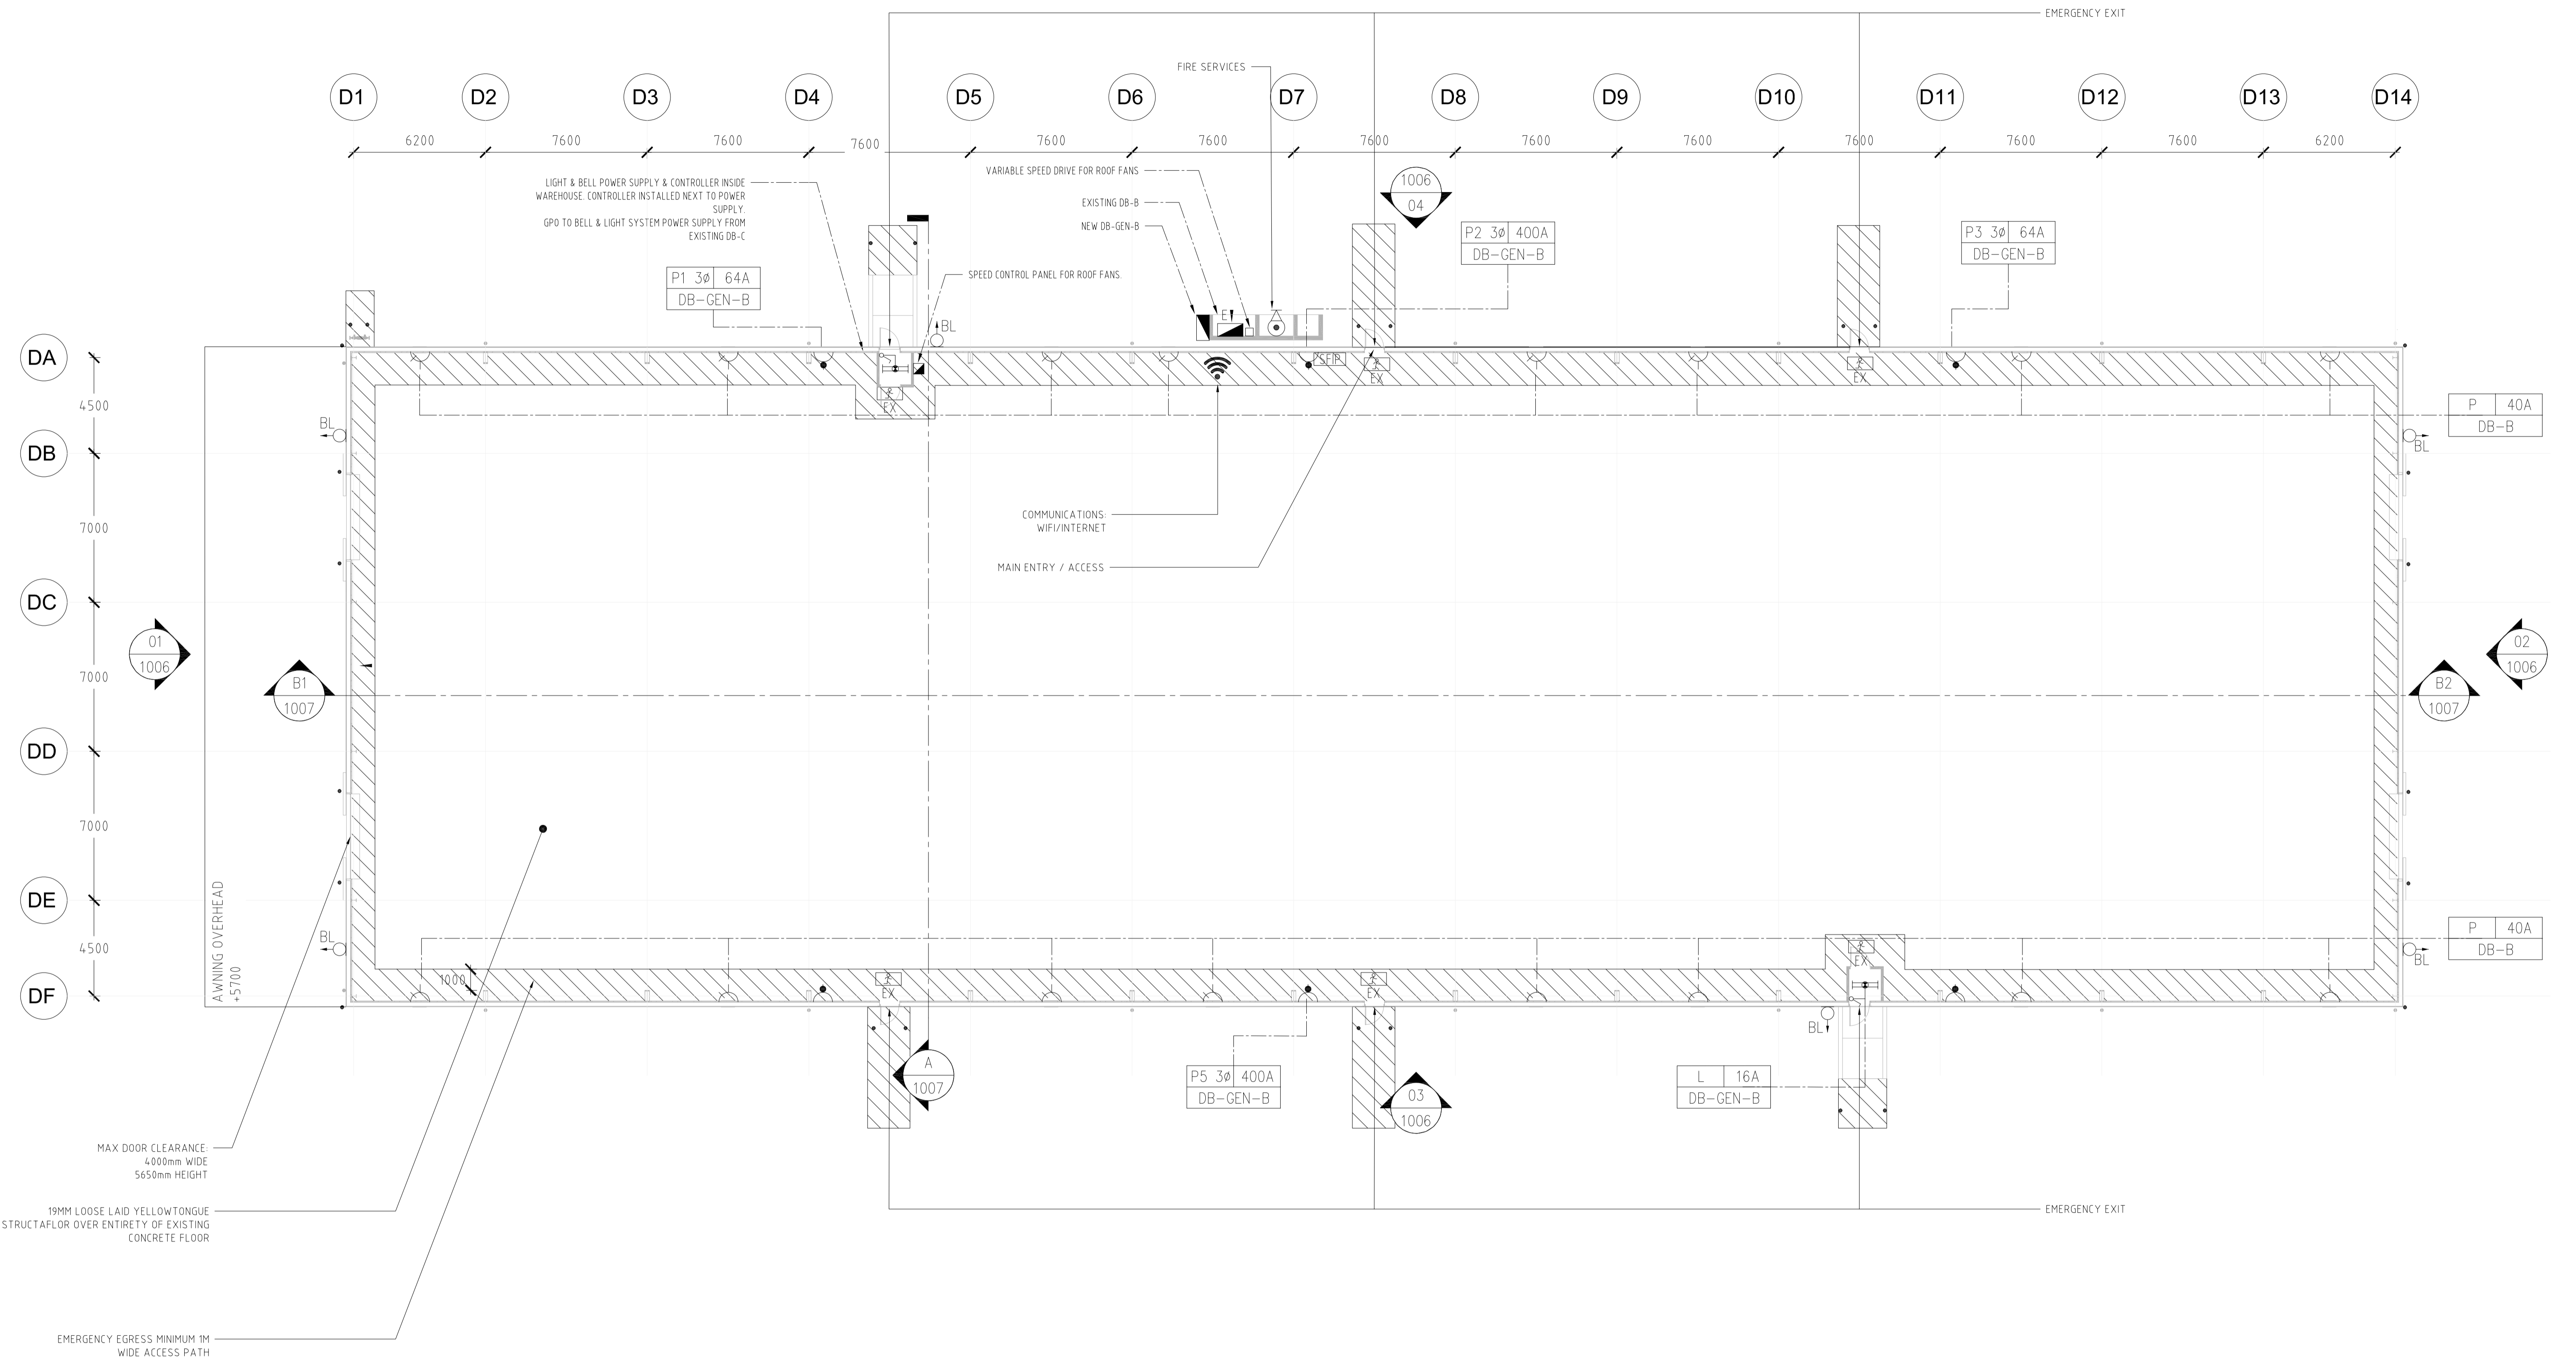 EMERGENCY EXIT
FIRE SERVICES
D1 D2 D3 D4 D5 D6 D7 D8 D9 D10 D11 D12 D13 D14
6200 7600 7600 7600 7600 7600 7600 7600 7600 7600 7600 7600 6200
LIGHT & BELL POWER SUPPLY & CONTROLLER INSIDE
WAREHOUSE. CONTROLLER INSTALLED NEXT TO POWER
SUPPLY.
GPO TO BELL & LIGHT SYSTEM POWER SUPPLY FROM
EXISTING DB-C
VARIABLE SPEED DRIVE FOR ROOF FANS
EXISTING DB-B
NEW DB-GEN-B
SPEED CONTROL PANEL FOR ROOF FANS.
1006
04
P1 3ø 64A
DB-GEN-B
P2 3ø 400A
DB-GEN-B
P3 3ø 64A
DB-GEN-B
E
BL
SFIP
EX
EX
EX
DA
4500
DB
7000
DC
7000
DD
7000
DE
4500
DF
BL
BL
P 40A
DB-B
COMMUNICATIONS:
WIFI/INTERNET
MAIN ENTRY / ACCESS
01
1006
02
1006
B1
1007
B2
1007
AWNING OVERHEAD
+5700
BL
BL
P 40A
DB-B
1000
EX
EX
EX
BL
A
1007
P5 3ø 400A
DB-GEN-B
03
1006
L 16A
DB-GEN-B
MAX DOOR CLEARANCE:
4000mm WIDE
5650mm HEIGHT
19MM LOOSE LAID YELLOWTONGUE
STRUCTAFLOR OVER ENTIRETY OF EXISTING
CONCRETE FLOOR
EMERGENCY EXIT
EMERGENCY EGRESS MINIMUM 1M
WIDE ACCESS PATH